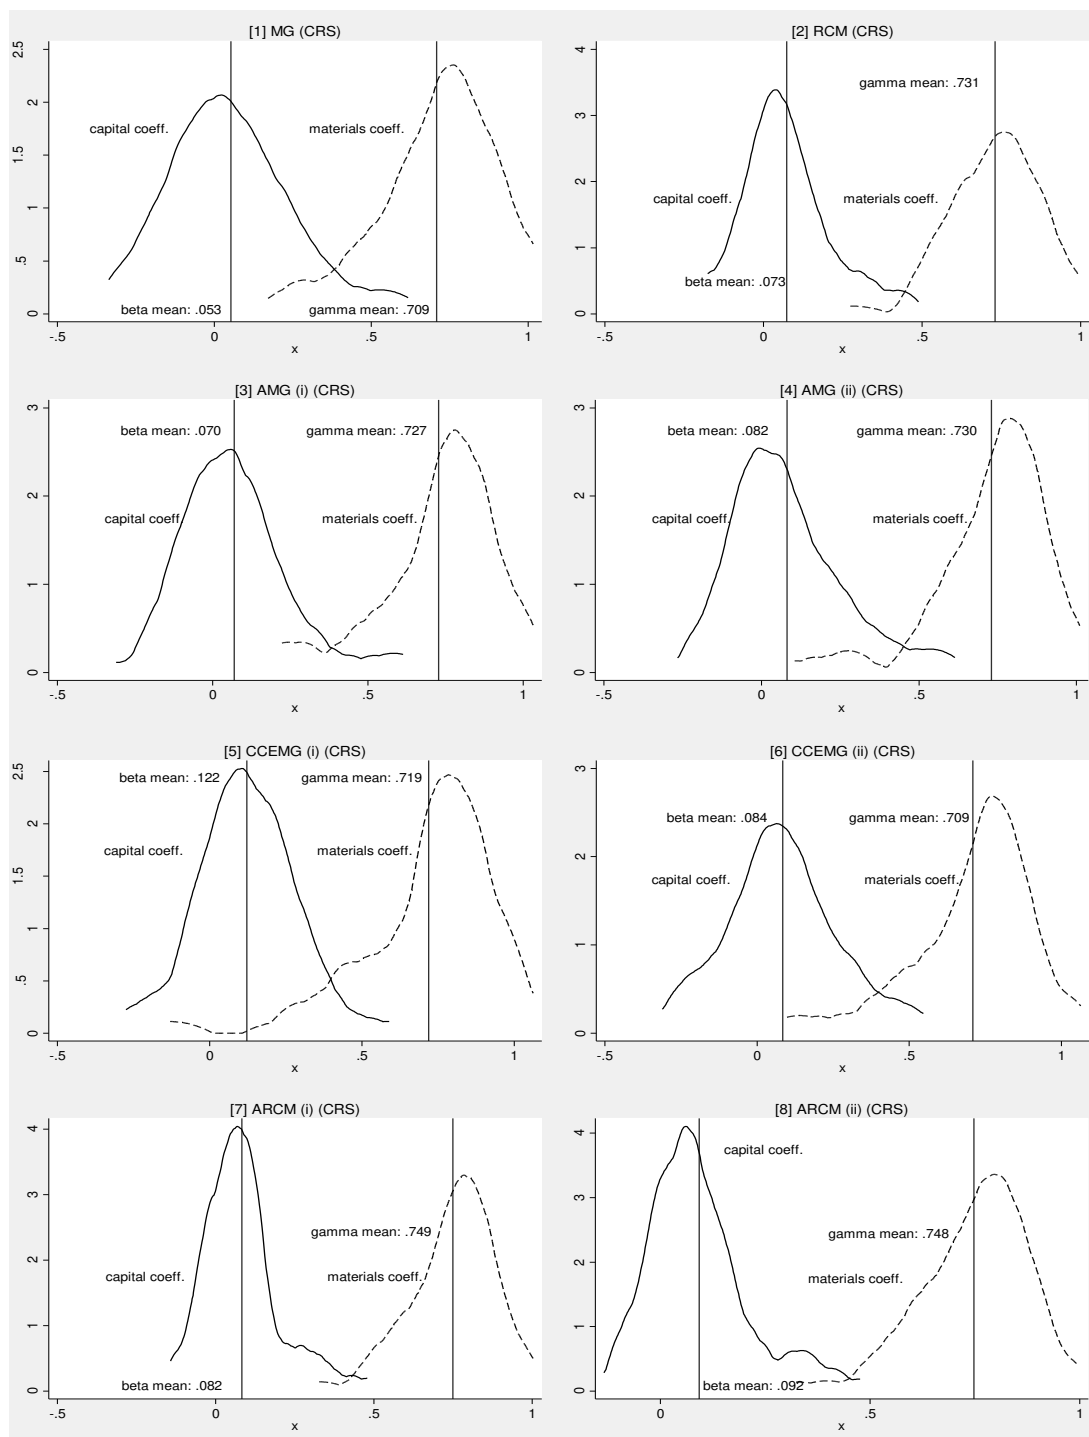 [1] MG (CRS)
2.5
2
1.5
1
.5
0
capital coeff.
materials coeff.
beta mean: .053
gamma mean: .709
-.5 0 .5 1
x
[2] RCM (CRS)
4
3
2
1
0
gamma mean: .731
capital coeff.
materials coeff.
beta mean: .073
-.5 0 .5 1
x
[3] AMG (i) (CRS)
3
2
1
0
beta mean: .070
gamma mean: .727
capital coeff.
materials coeff.
-.5 0 .5 1
x
[4] AMG (ii) (CRS)
3
2
1
0
beta mean: .082
gamma mean: .730
capital coeff.
materials coeff.
-.5 0 .5 1
x
[5] CCEMG (i) (CRS)
2.5
2
1.5
1
.5
0
beta mean: .122
gamma mean: .719
capital coeff.
materials coeff.
-.5 0 .5 1
x
[6] CCEMG (ii) (CRS)
3
2
1
0
beta mean: .084
gamma mean: .709
capital coeff.
materials coeff.
-.5 0 .5 1
x
[7] ARCM (i) (CRS)
4
3
2
1
0
gamma mean: .749
capital coeff.
materials coeff.
beta mean: .082
-.5 0 .5 1
x
[8] ARCM (ii) (CRS)
4
3
2
1
0
capital coeff.
gamma mean: .748
materials coeff.
beta mean: .092
0 .5 1
x